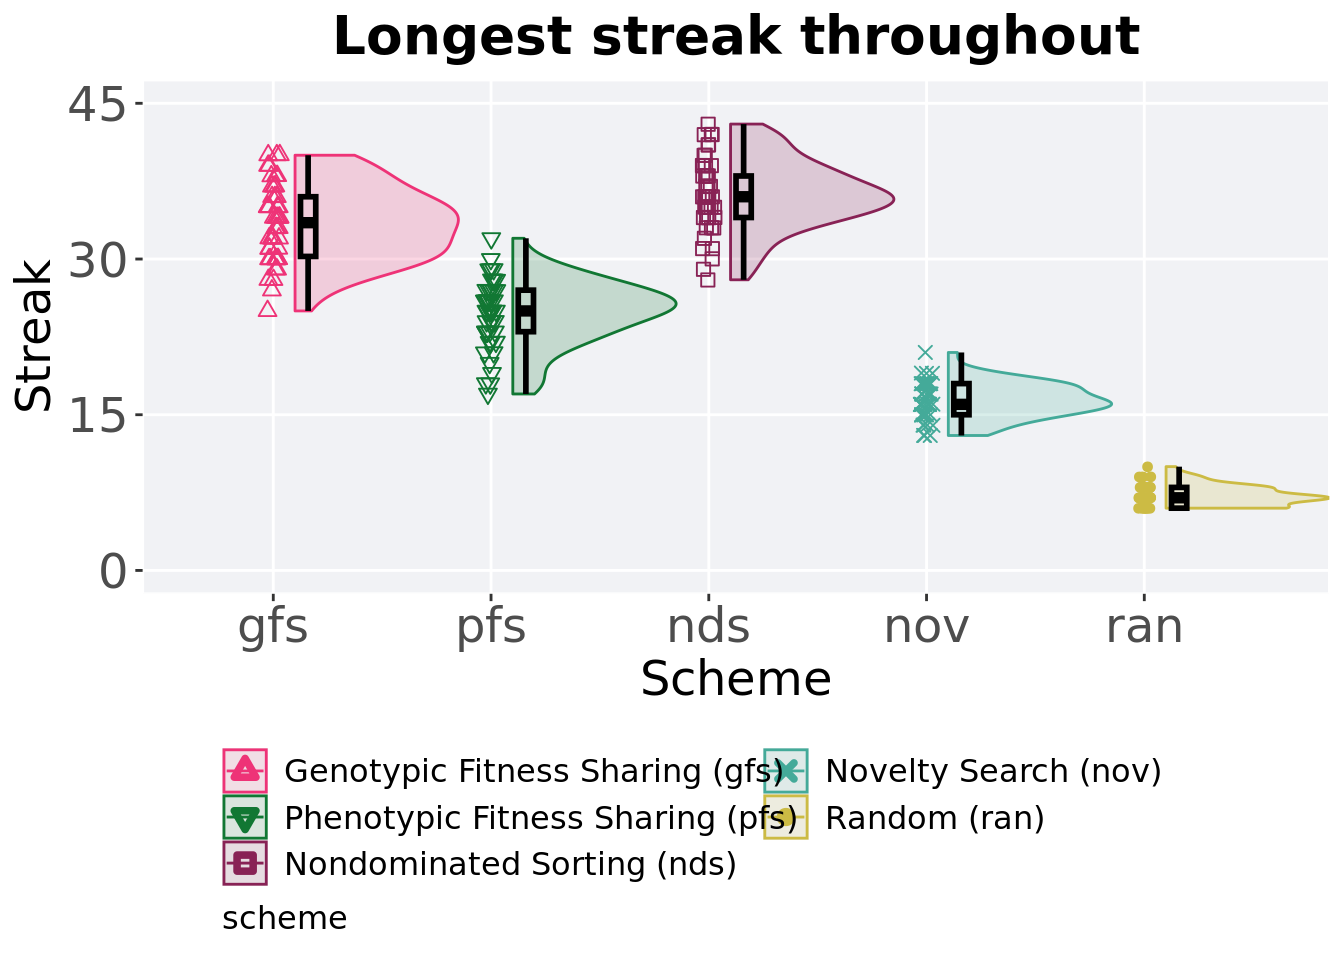 Longest streak throughout
45
30
15
0
Streak
gfs pfs nds nov ran
Scheme
Genotypic Fitness Sharing (gfs) Novelty Search (nov)
Phenotypic Fitness Sharing (pfs) Random (ran)
Nondominated Sorting (nds)
scheme